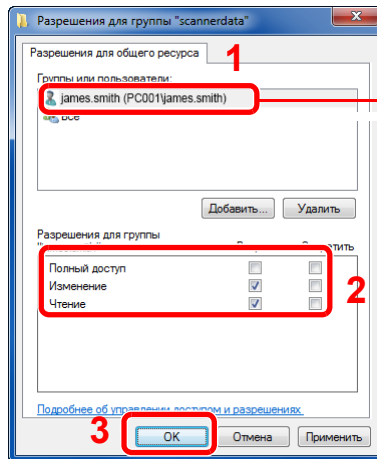 Разрешения для группы "scannerdata"
Разрешения для общего ресурса
1
Группы или пользователи:
james.smith (PC001\james.smith)
Все
Добавить...
Удалить
Разрешения для группы
Полный доступ
Изменение
Чтение
2
Подробнее об управлении доступом и разрешениях
3
OK
Отмена
Применить